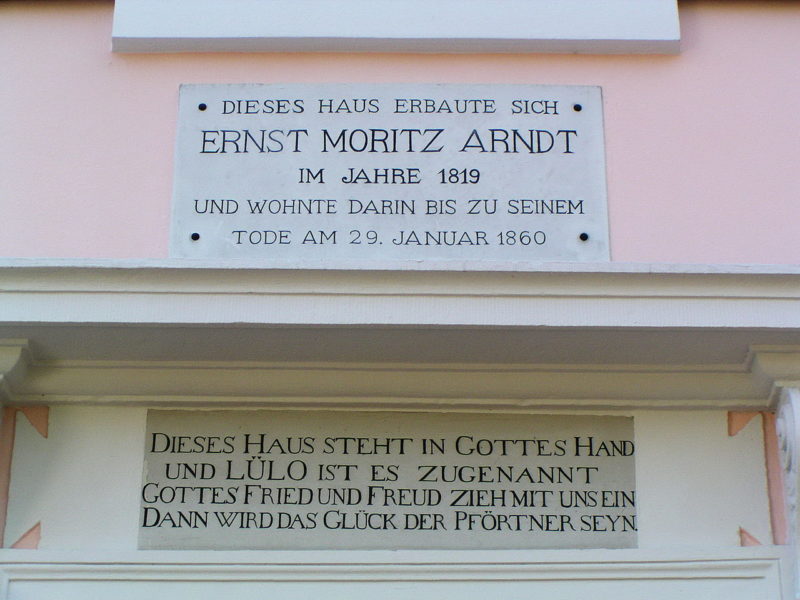 DIESES HAUS ERBAUTE SICH
ERNST MORITZ ARNDT
IM JAHRE 1819
UND WOHNTE DARIN BIS ZU SEINEM
TODE AM 29. JANUAR 1860
DIESES HAUS STEHT IN GOTTES HAND
UND LÜLO IST ES ZUGENANNT
GOTTES FRIED UND FREUD ZIEH MIT UNS EIN
DANN WIRD DAS GLÜCK DER PFÖRTNER SEYN.